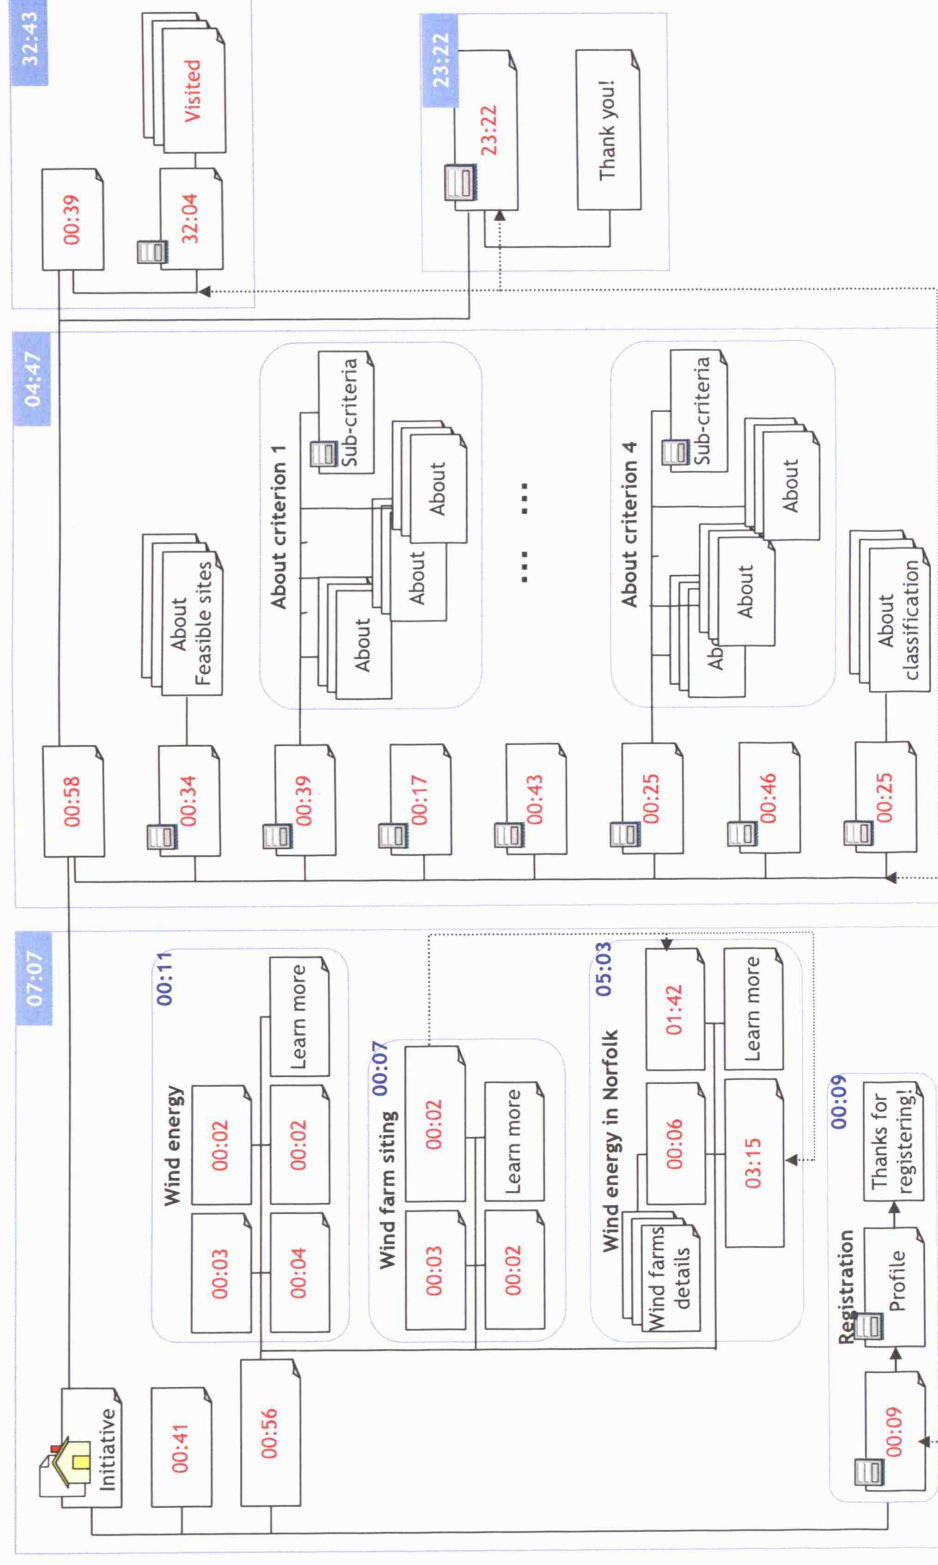 07:07
Initiative
00:41
00:56
Wind energy
00:11
00:03
00:02
00:04
00:02
Learn more
Wind farm siting
00:07
00:03
00:02
00:02
Learn more
Wind energy in Norfolk
05:03
Wind farms
details
00:06
01:42
03:15
Learn more
Registration
00:09
00:09
Profile
Thanks for
registering!
04:47
00:58
00:34
About
Feasible sites
00:39
About criterion 1
About
About
About
Sub-criteria
00:17
... ...
00:43
00:25
About criterion 4
Ab
About
About
Sub-criteria
00:46
00:25
About
classification
32:43
00:39
32:04
Visited
23:22
23:22
Thank you!